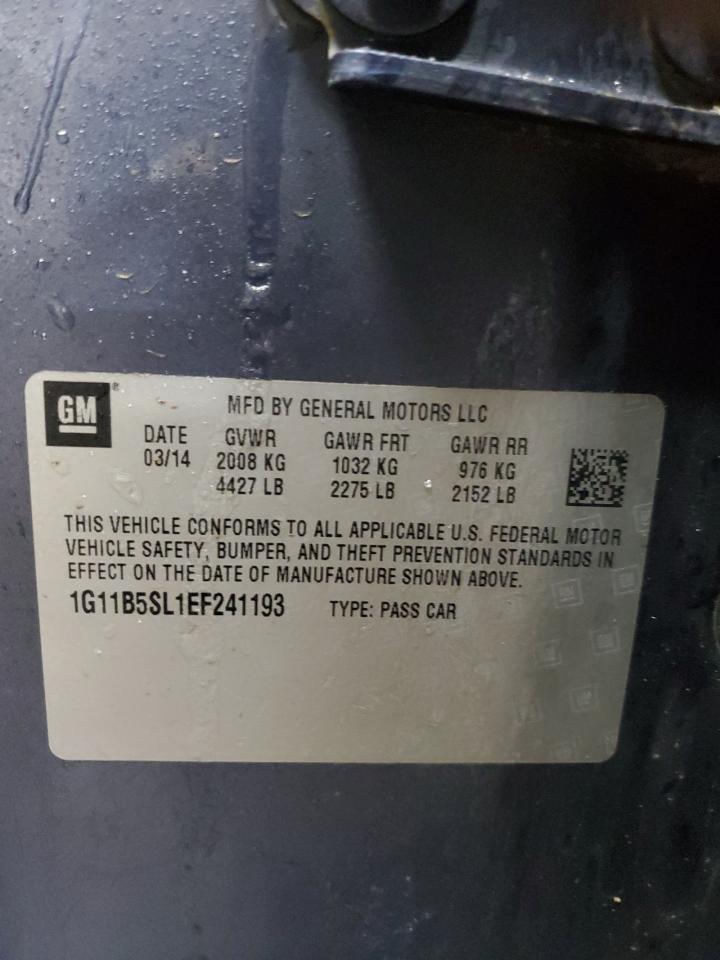 GM®
MFD BY GENERAL MOTORS LLC
DATE GVWR GAWR FRT GAWR RR
03/14 2008 KG 1032 KG 976 KG
4427 LB 2275 LB 2152 LB
THIS VEHICLE CONFORMS TO ALL APPLICABLE U.S. FEDERAL MOTOR
VEHICLE SAFETY, BUMPER, AND THEFT PREVENTION STANDARDS IN
EFFECT ON THE DATE OF MANUFACTURE SHOWN ABOVE.
1G11B5SL1EF241193 TYPE: PASS CAR